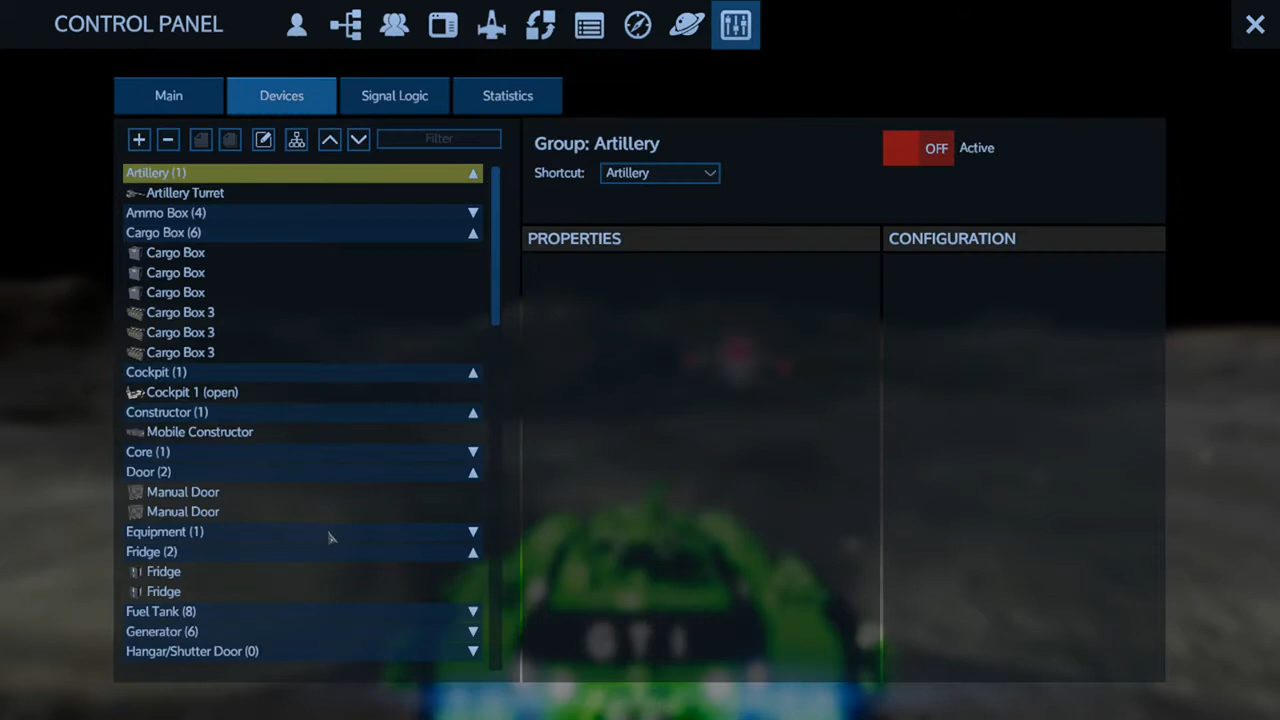 CONTROL PANEL
Main
Devices
Signal Logic
Statistics
Filter
Artillery (1)
Artillery Turret
Ammo Box (4)
Cargo Box (6)
Cargo Box
Cargo Box
Cargo Box
Cargo Box 3
Cargo Box 3
Cargo Box 3
Cockpit (1)
Cockpit 1 (open)
Constructor (1)
Mobile Constructor
Core (1)
Door (2)
Manual Door
Manual Door
Equipment (1)
Fridge (2)
Fridge
Fridge
Fuel Tank (8)
Generator (6)
Hangar/Shutter Door (0)
Group: Artillery
OFF Active
Shortcut: Artillery
PROPERTIES
CONFIGURATION